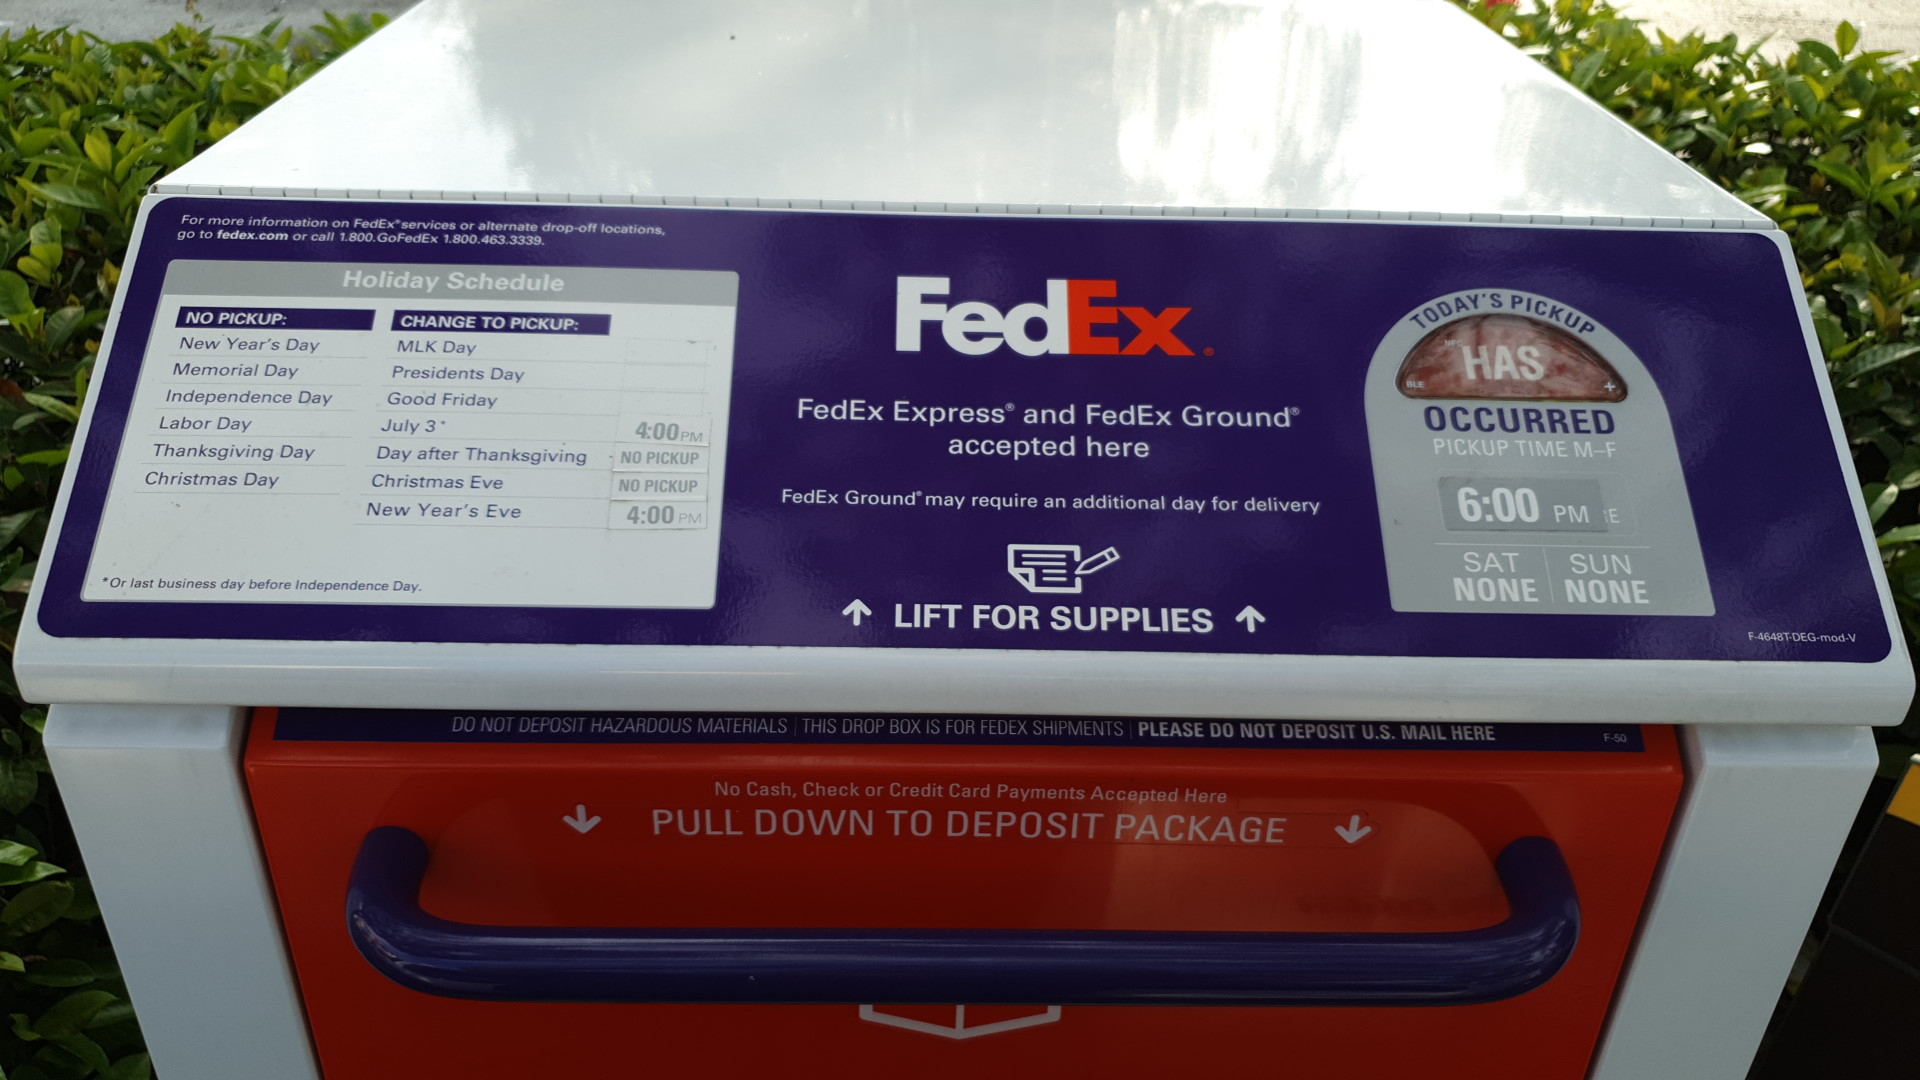 For more information on FedEx® services or alternate drop-off locations,
go to fedex.com or call 1.800.GoFedEx 1.800.463.3339.
Holiday Schedule
NO PICKUP:
New Year's Day
Memorial Day
Independence Day
Labor Day
Thanksgiving Day
Christmas Day
CHANGE TO PICKUP:
MLK Day
Presidents Day
Good Friday
July 3* 4:00 PM
Day after Thanksgiving NO PICKUP
Christmas Eve NO PICKUP
New Year's Eve 4:00 PM
*Or last business day before Independence Day.
FedEx®
FedEx Express® and FedEx Ground®
accepted here
FedEx Ground® may require an additional day for delivery
↑ LIFT FOR SUPPLIES ↑
TODAY'S PICKUP
NFC
HAS
BLE +
OCCURRED
PICKUP TIME M–F
6:00 PM E
SAT SUN
NONE NONE
F-4648T-DEG-mod-V
DO NOT DEPOSIT HAZARDOUS MATERIALS | THIS DROP BOX IS FOR FEDEX SHIPMENTS | PLEASE DO NOT DEPOSIT U.S. MAIL HERE
F-50
No Cash, Check or Credit Card Payments Accepted Here
↓ PULL DOWN TO DEPOSIT PACKAGE ↓